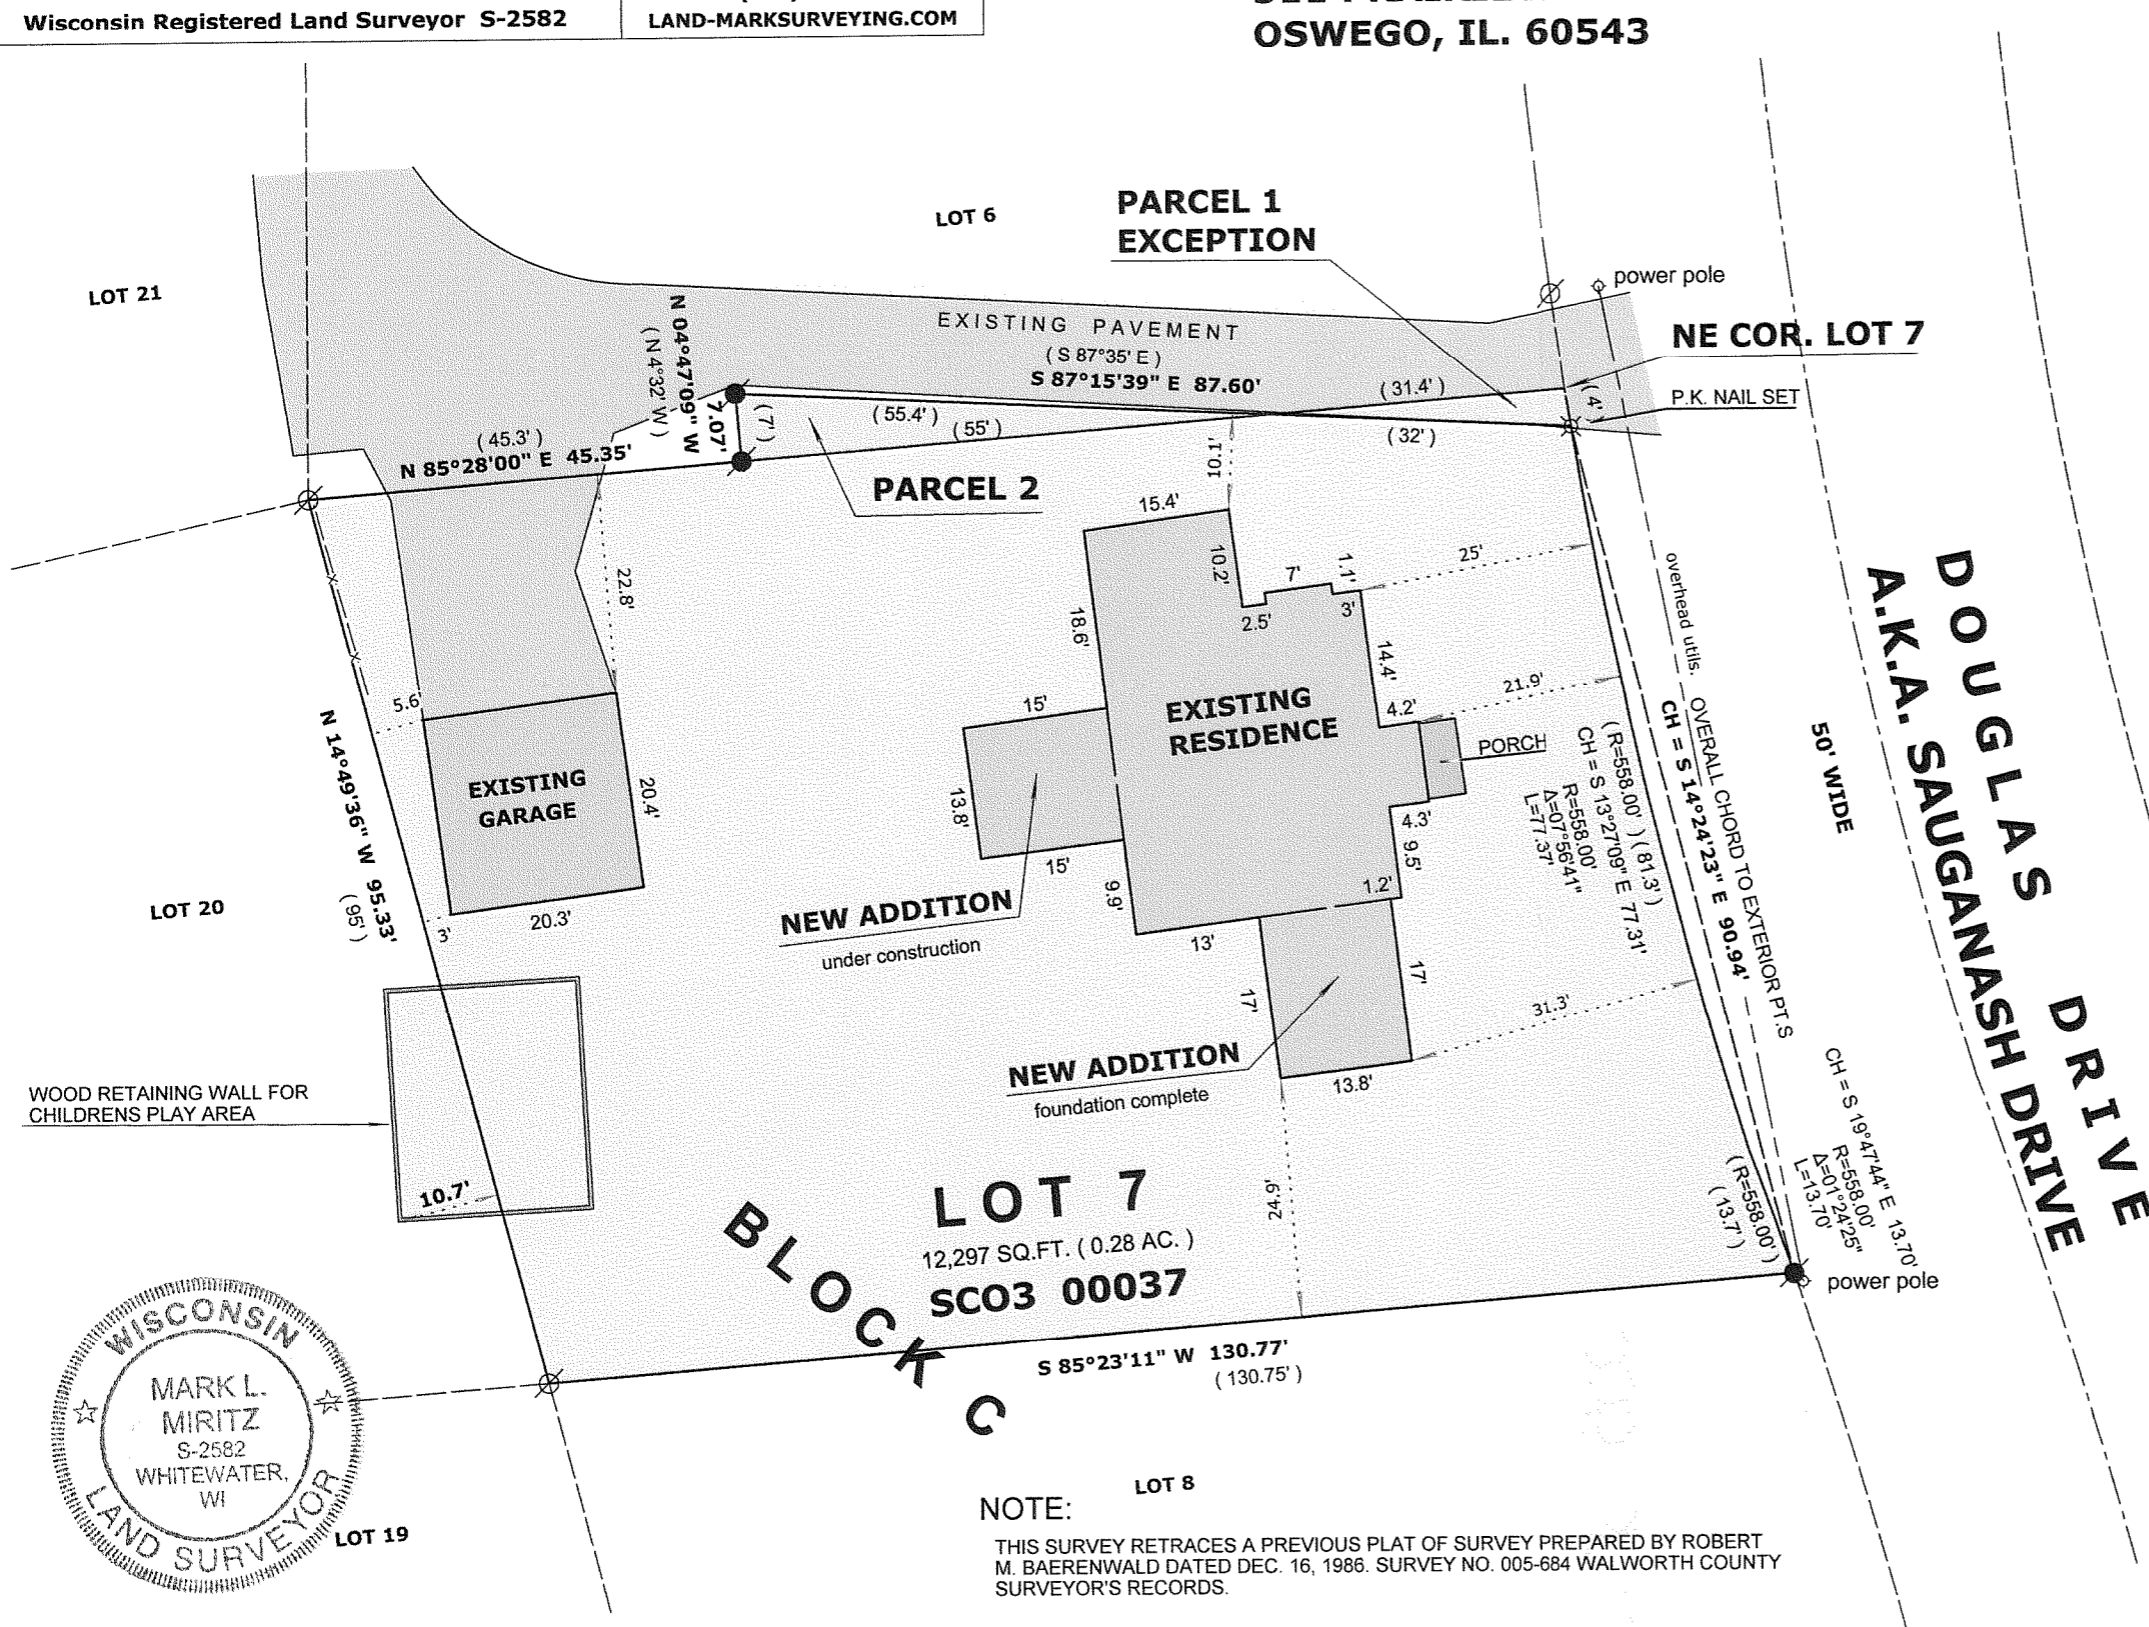 Wisconsin Registered Land Surveyor S-2582
LAND-MARKSURVEYING.COM
OSWEGO, IL. 60543
LOT 6
PARCEL 1
EXCEPTION
LOT 21
power pole
EXISTING PAVEMENT
( S 87°35' E )
S 87°15'39" E 87.60'
NE COR. LOT 7
P.K. NAIL SET
N 04°47'09" W
7.07'
( N 4°32' W )
( 7' )
( 31.4' )
( 4' )
( 55.4' )
( 55' )
( 32' )
( 45.3' )
N 85°28'00" E 45.35'
PARCEL 2
10.1'
15.4'
10.2'
7'
1.1'
25'
2.5'
3'
22.8'
18.6'
14.4'
5.6'
15'
4.2'
21.9'
EXISTING
RESIDENCE
PORCH
EXISTING
GARAGE
20.4'
13.8'
15'
4.3'
9.5'
1.2'
9.9'
N 14°49'36" W 95.33'
( 95' )
LOT 20
3'
20.3'
NEW ADDITION
under construction
13'
17'
17'
31.3'
NEW ADDITION
foundation complete
13.8'
overhead utils.
OVERALL CHORD TO EXTERIOR PT.S
CH = S 14°24'23" E 90.94'
( R=558.00' ) ( 81.3' )
CH = S 13°27'09" E 77.31'
R=558.00'
Δ=07°56'41"
L=77.37'
50' WIDE
DOUGLAS DRIVE
A.K.A. SAUGANASH DRIVE
WOOD RETAINING WALL FOR
CHILDRENS PLAY AREA
10.7'
LOT 7
12,297 SQ.FT. ( 0.28 AC. )
SCO3 00037
BLOCK C
24.9'
( R=558.00' )
( 13.7' )
CH = S 19°47'44" E 13.70'
R=558.00'
Δ=01°24'25"
L=13.70'
power pole
S 85°23'11" W 130.77'
( 130.75' )
WISCONSIN
MARK L.
MIRITZ
S-2582
WHITEWATER,
WI
LAND SURVEYOR
LOT 19
LOT 8
NOTE:
THIS SURVEY RETRACES A PREVIOUS PLAT OF SURVEY PREPARED BY ROBERT
M. BAERENWALD DATED DEC. 16, 1986. SURVEY NO. 005-684 WALWORTH COUNTY
SURVEYOR'S RECORDS.